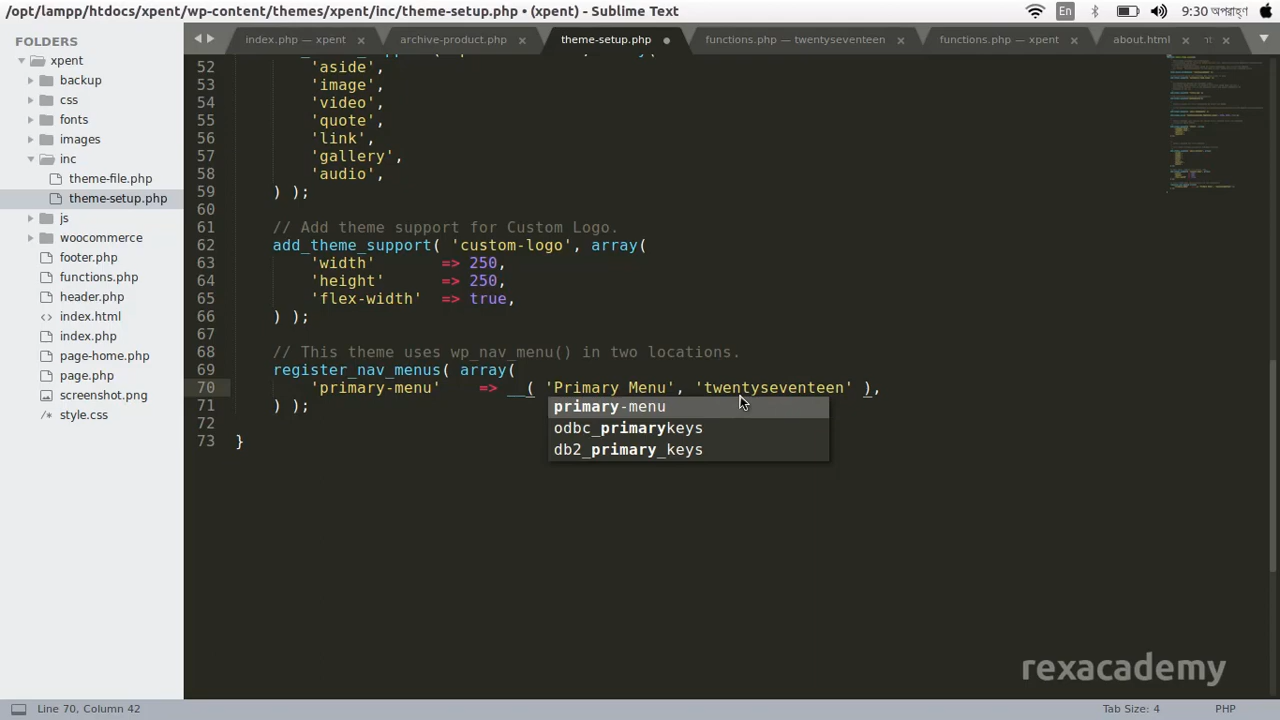 /opt/lampp/htdocs/xpent/wp-content/themes/xpent/inc/theme-setup.php • (xpent) - Sublime Text
En
9:30 অপরাহ্ণ
FOLDERS
index.php — xpent
archive-product.php
theme-setup.php
functions.php — twentyseventeen
functions.php — xpent
about.html
xpent
backup
css
fonts
images
inc
theme-file.php
theme-setup.php
js
woocommerce
footer.php
functions.php
header.php
index.html
index.php
page-home.php
page.php
screenshot.png
style.css
52 'aside',
53 'image',
54 'video',
55 'quote',
56 'link',
57 'gallery',
58 'audio',
59 ) );
60
61 // Add theme support for Custom Logo.
62 add_theme_support( 'custom-logo', array(
63 'width' => 250,
64 'height' => 250,
65 'flex-width' => true,
66 ) );
67
68 // This theme uses wp_nav_menu() in two locations.
69 register_nav_menus( array(
70 'primary-menu' => __( 'Primary Menu', 'twentyseventeen' ),
71 ) );
72
73 }
primary-menu
odbc_primarykeys
db2_primary_keys
rexacademy
Line 70, Column 42
Tab Size: 4
PHP